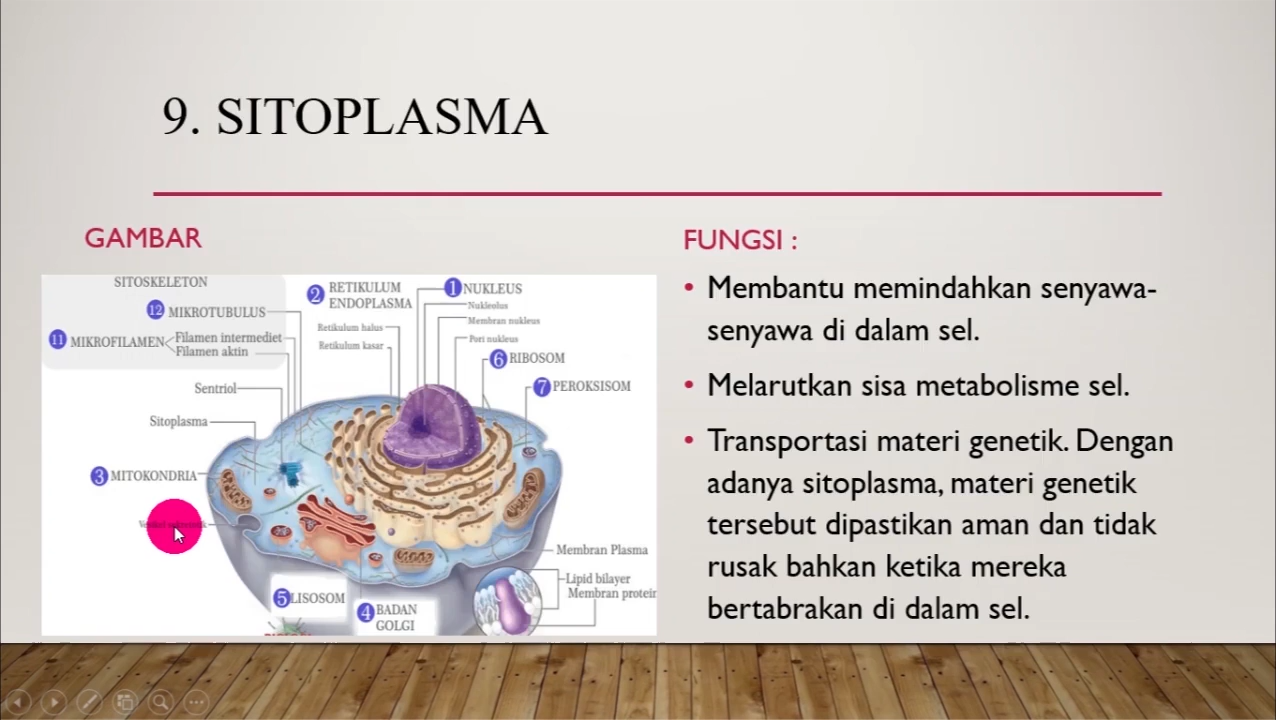 9. SITOPLASMA
GAMBAR
SITOSKELETON
12 MIKROTUBULUS
11 MIKROFILAMEN
Filamen intermediet
Filamen aktin
Sentriol
Sitoplasma
3 MITOKONDRIA
2 RETIKULUM
ENDOPLASMA
Retikulum halus
Retikulum kasar
1 NUKLEUS
Nukleolus
Membran nukleus
Pori nukleus
6 RIBOSOM
7 PEROKSISOM
Membran Plasma
Lipid bilayer
Membran protein
5 LISOSOM
4 BADAN
GOLGI
FUNGSI :
• Membantu memindahkan senyawa-
senyawa di dalam sel.
• Melarutkan sisa metabolisme sel.
• Transportasi materi genetik. Dengan
adanya sitoplasma, materi genetik
tersebut dipastikan aman dan tidak
rusak bahkan ketika mereka
bertabrakan di dalam sel.